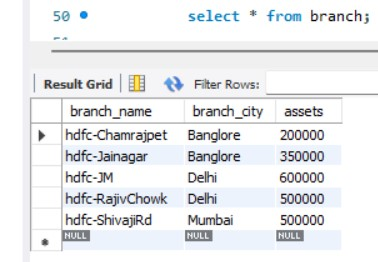 50 select * from branch;
Result Grid Filter Rows:
branch_name branch_city assets
hdfc-Chamrajpet Banglore 200000
hdfc-Jainagar Banglore 350000
hdfc-JM Delhi 600000
hdfc-RajivChowk Delhi 500000
hdfc-ShivajiRd Mumbai 500000
NULL NULL NULL